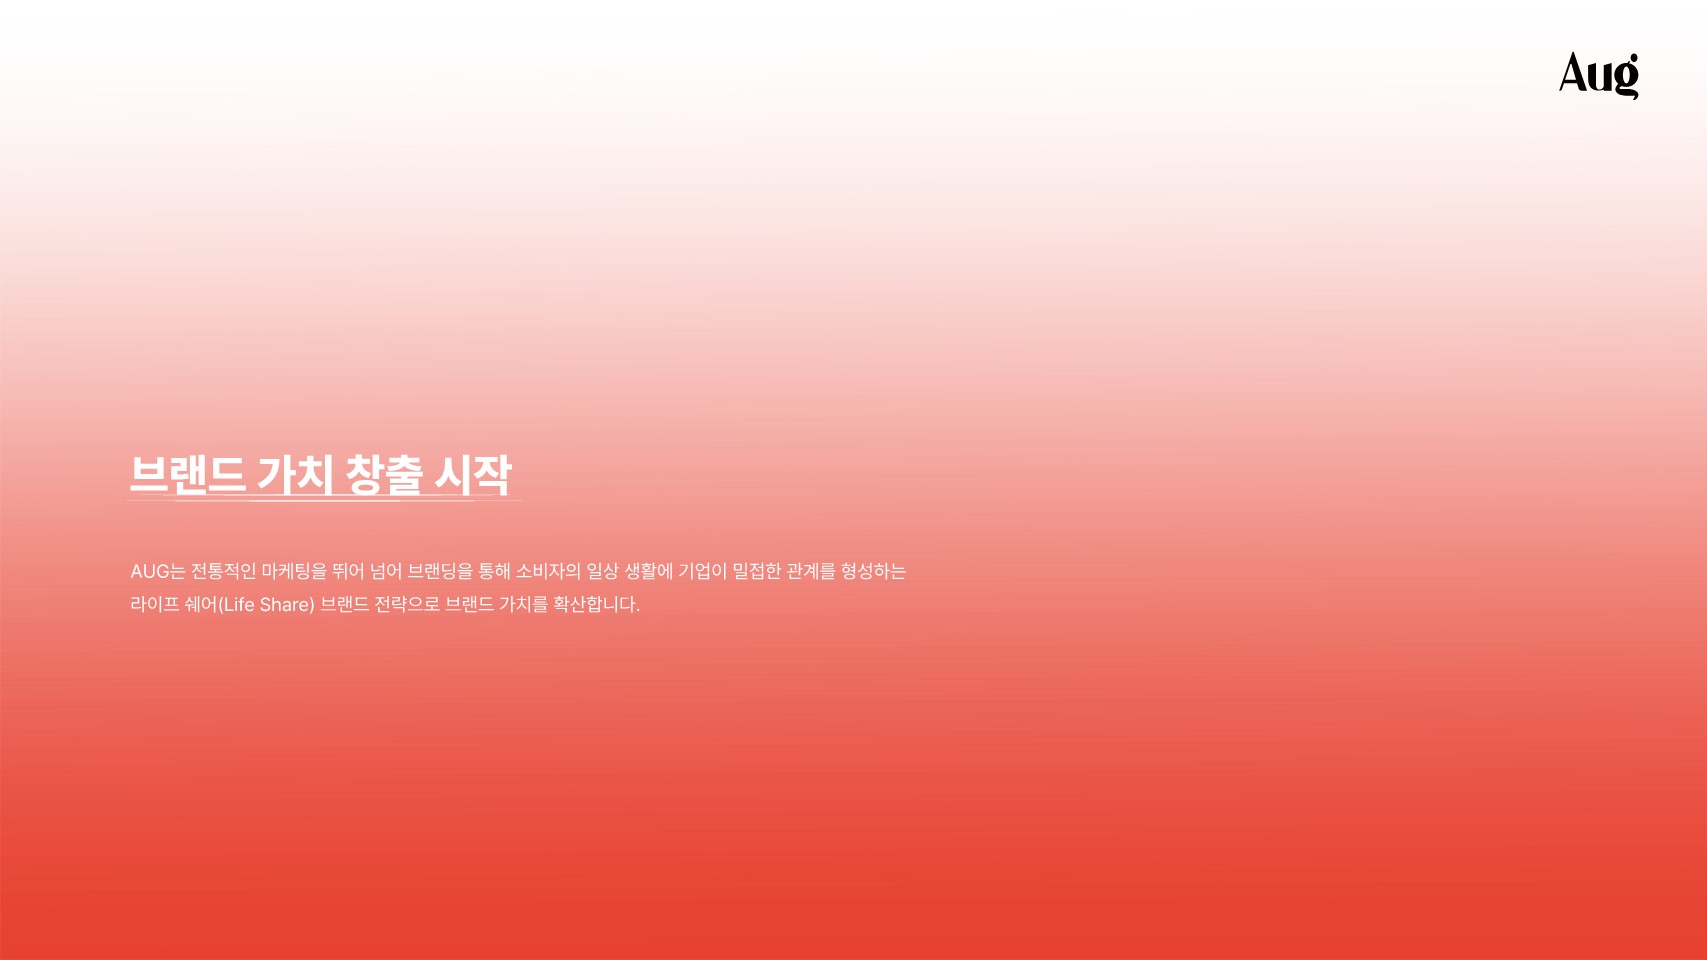 Aug
브랜드 가치 창출 시작
AUG는 전통적인 마케팅을 뛰어 넘어 브랜딩을 통해 소비자의 일상 생활에 기업이 밀접한 관계를 형성하는
라이프 쉐어(Life Share) 브랜드 전략으로 브랜드 가치를 확산합니다.